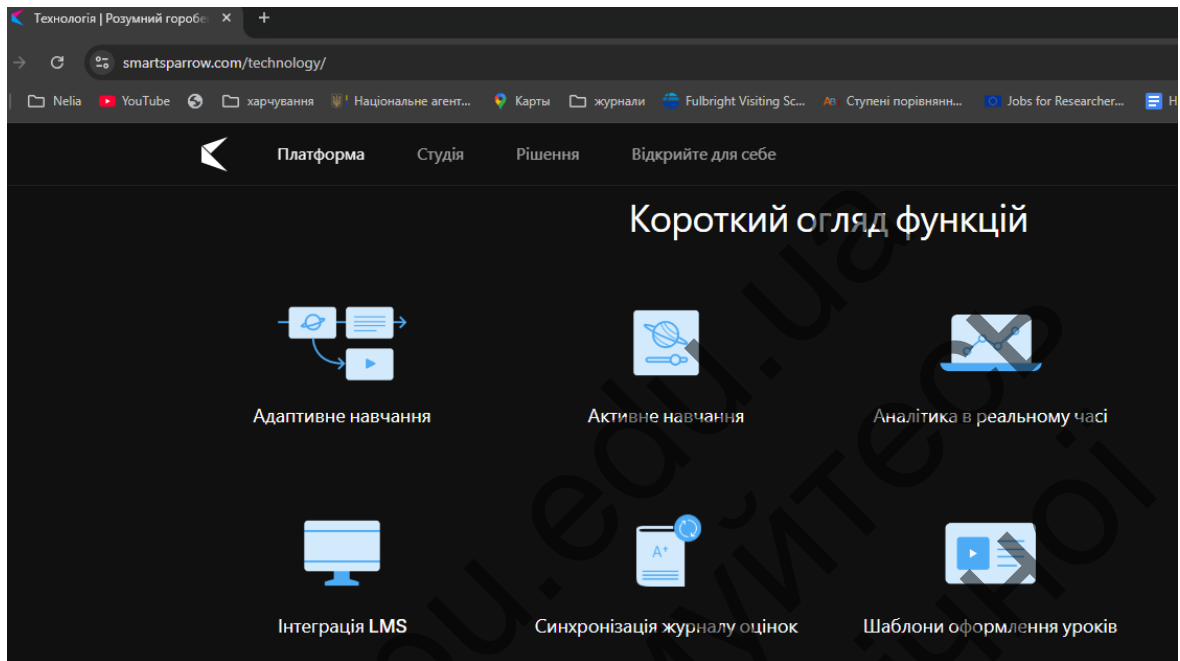 Технологія | Розумний горобе
smartsparrow.com/technology/
Nelia YouTube харчування Національне агент... Карты журнали Fulbright Visiting Sc... Ступені порівнянн... Jobs for Researcher... Н
Платформа Студія Рішення Відкрийте для себе
Короткий огляд функцій
Адаптивне навчання Активне навчання Аналітика в реальному часі
A+
Інтеграція LMS Синхронізація журналу оцінок Шаблони оформлення уроків